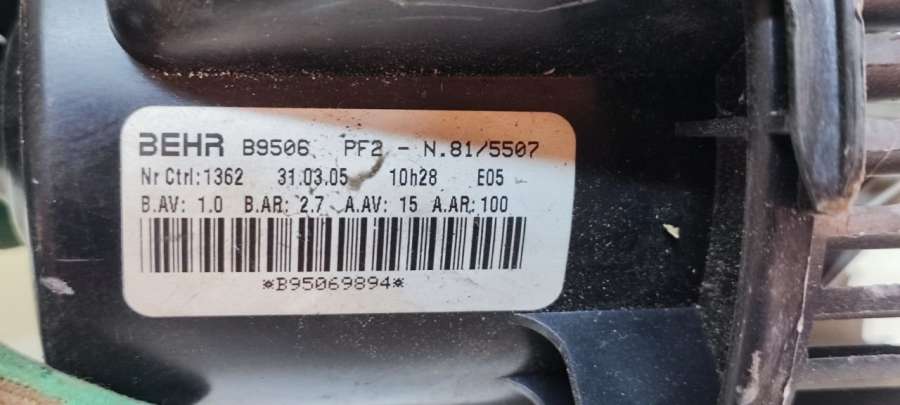 BEHR B9506 PF2 - N.81/5507
Nr Ctrl:1362 31.03.05 10h28 E05
B.AV: 1.0 B.AR: 2.7 A.AV: 15 A.AR:100
*B95069894*